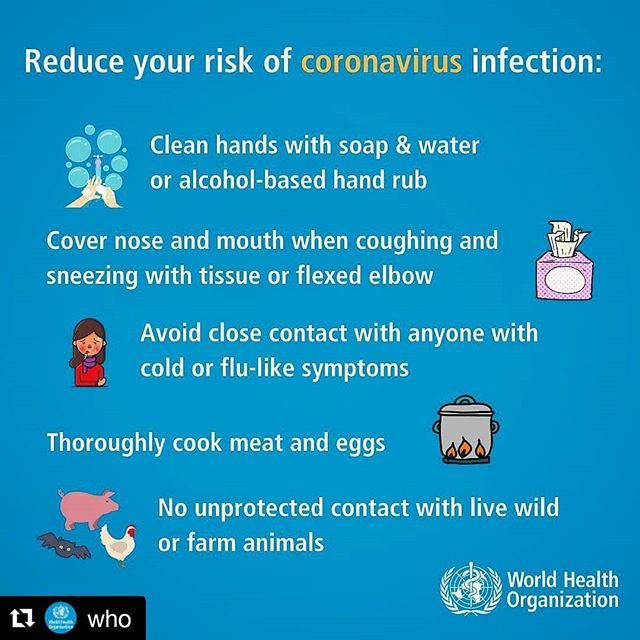 Reduce your risk of coronavirus infection:
Clean hands with soap & water
or alcohol-based hand rub
Cover nose and mouth when coughing and
sneezing with tissue or flexed elbow
Avoid close contact with anyone with
cold or flu-like symptoms
Thoroughly cook meat and eggs
No unprotected contact with live wild
or farm animals
World Health
Organization
who